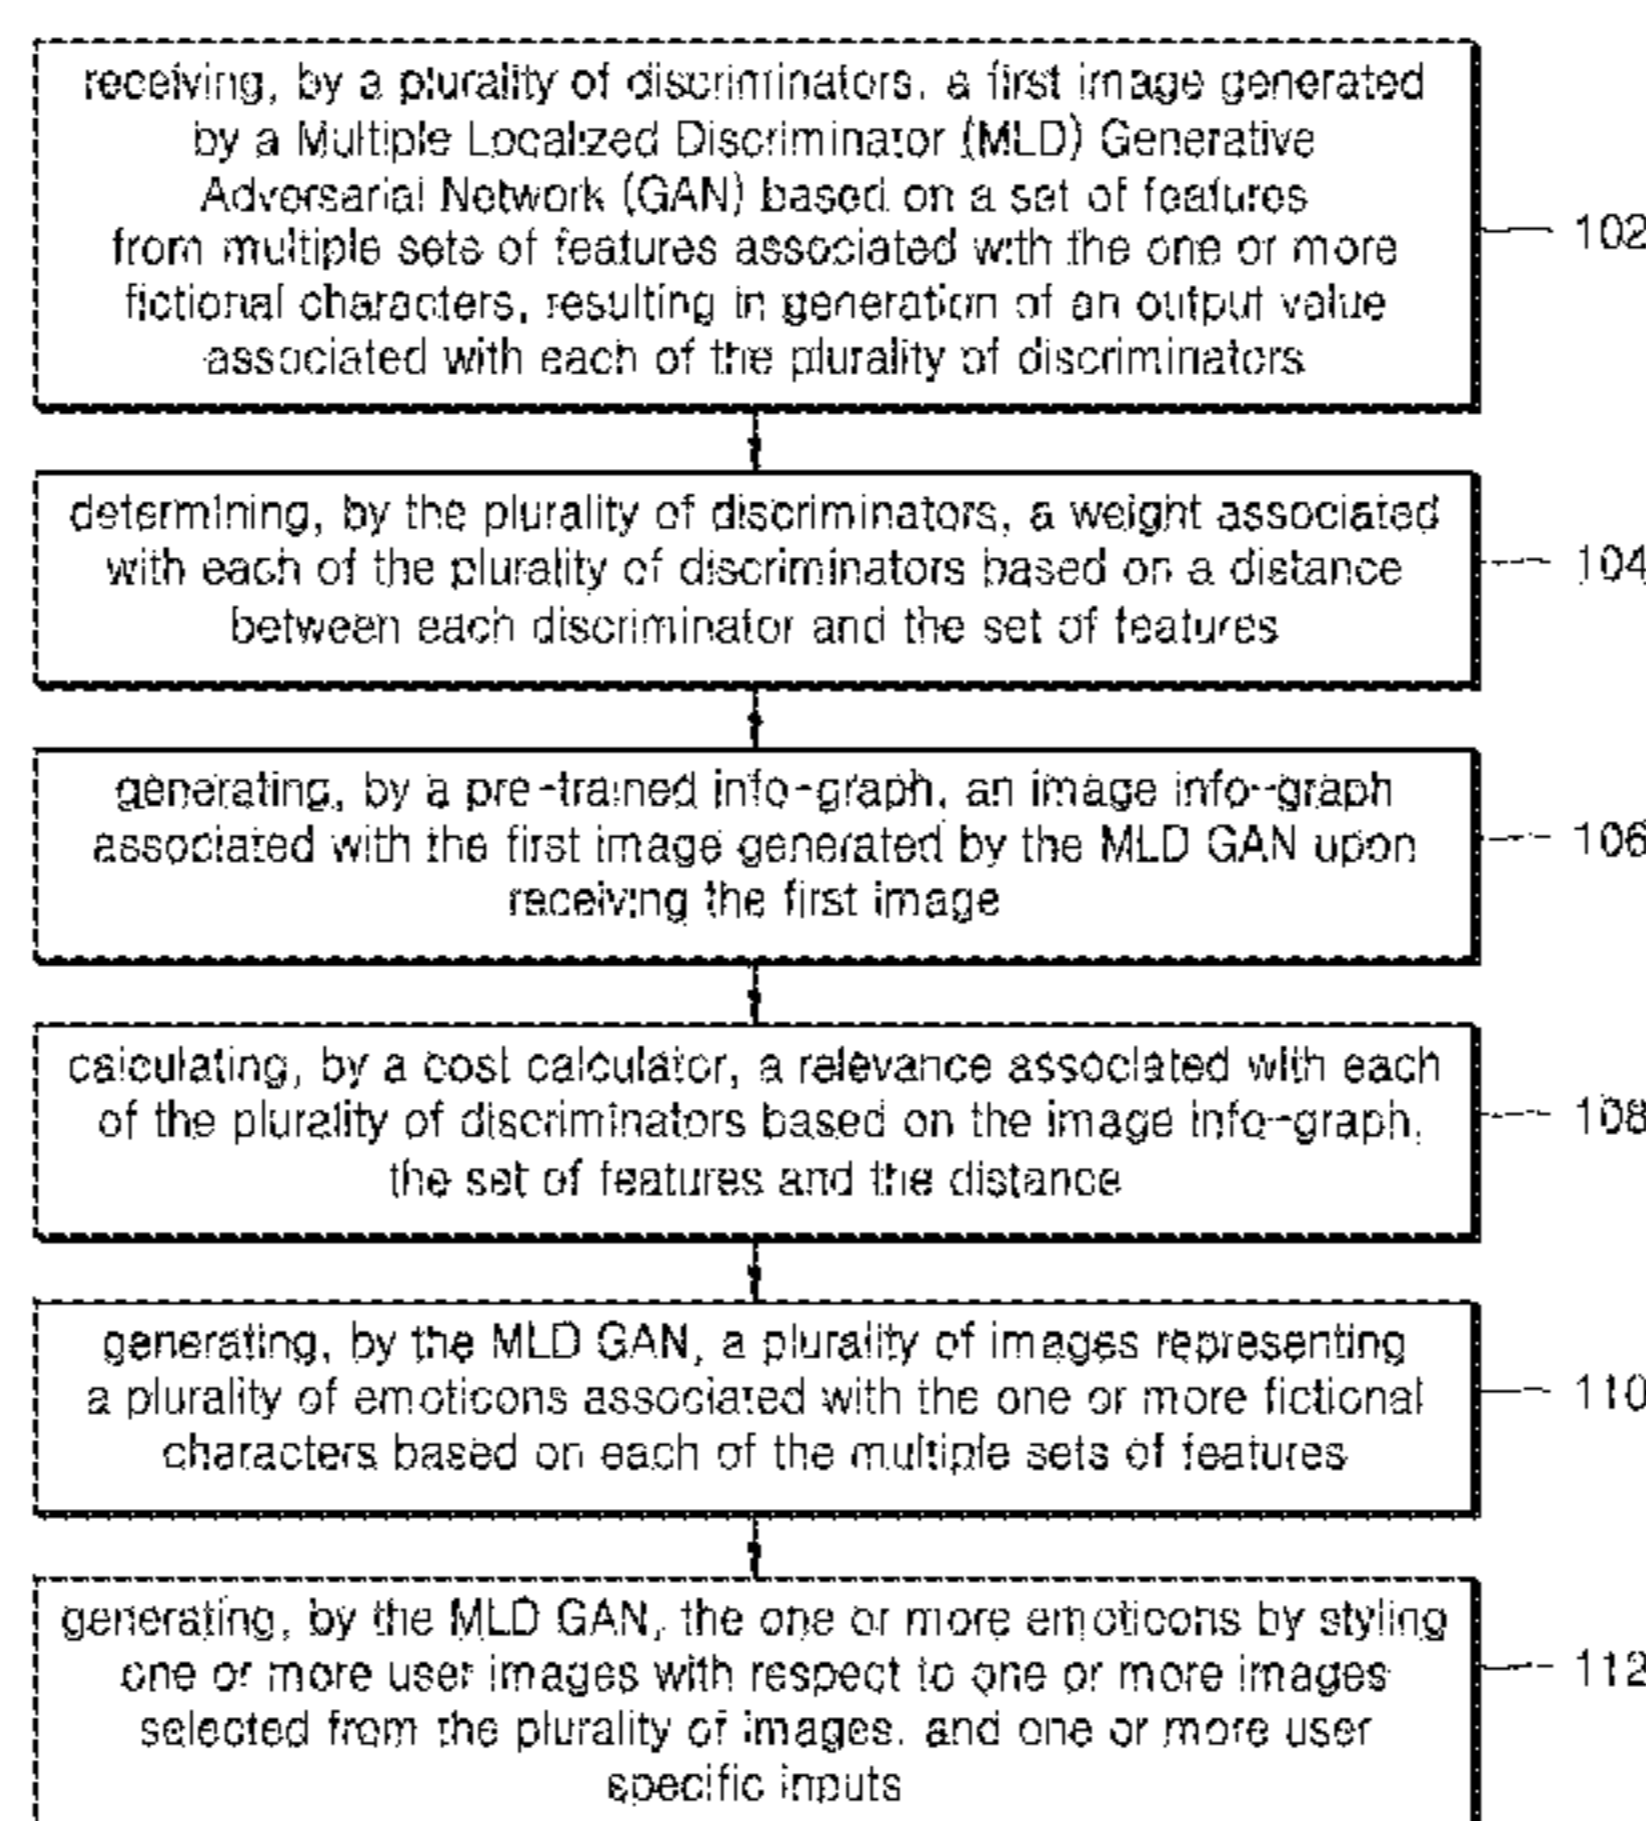 receiving, by a plurality of discriminators, a first image generated
by a Multiple Localized Discriminator (MLD) Generative
Adversarial Network (GAN) based on a set of features
from multiple sets of features associated with the one or more
fictional characters, resulting in generation of an output value
associated with each of the plurality of discriminators
102
determining, by the plurality of discriminators, a weight associated
with each of the plurality of discriminators based on a distance
between each discriminator and the set of features
104
generating, by a pre-trained info-graph, an image info-graph
associated with the first image generated by the MLD GAN upon
receiving the first image
106
calculating, by a cost calculator, a relevance associated with each
of the plurality of discriminators based on the image info-graph,
the set of features and the distance
108
generating, by the MLD GAN, a plurality of images representing
a plurality of emoticons associated with the one or more fictional
characters based on each of the multiple sets of features
110
generating, by the MLD GAN, the one or more emoticons by styling
one or more user images with respect to one or more images
selected from the plurality of images, and one or more user
specific inputs
112